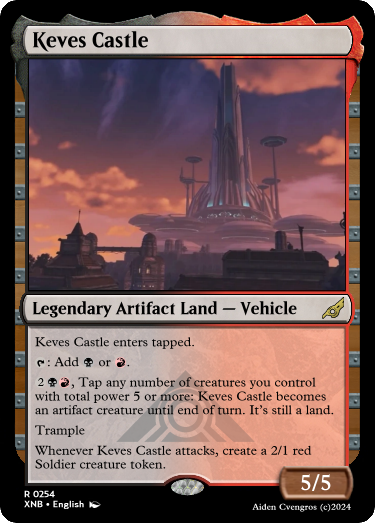 Keves Castle
Legendary Artifact Land — Vehicle
Keves Castle enters tapped.
: Add or .
2 , Tap any number of creatures you control
with total power 5 or more: Keves Castle becomes
an artifact creature until end of turn. It's still a land.
Trample
Whenever Keves Castle attacks, create a 2/1 red
Soldier creature token.
5/5
R 0254
XNB • English
Aiden Cvengros (c)2024